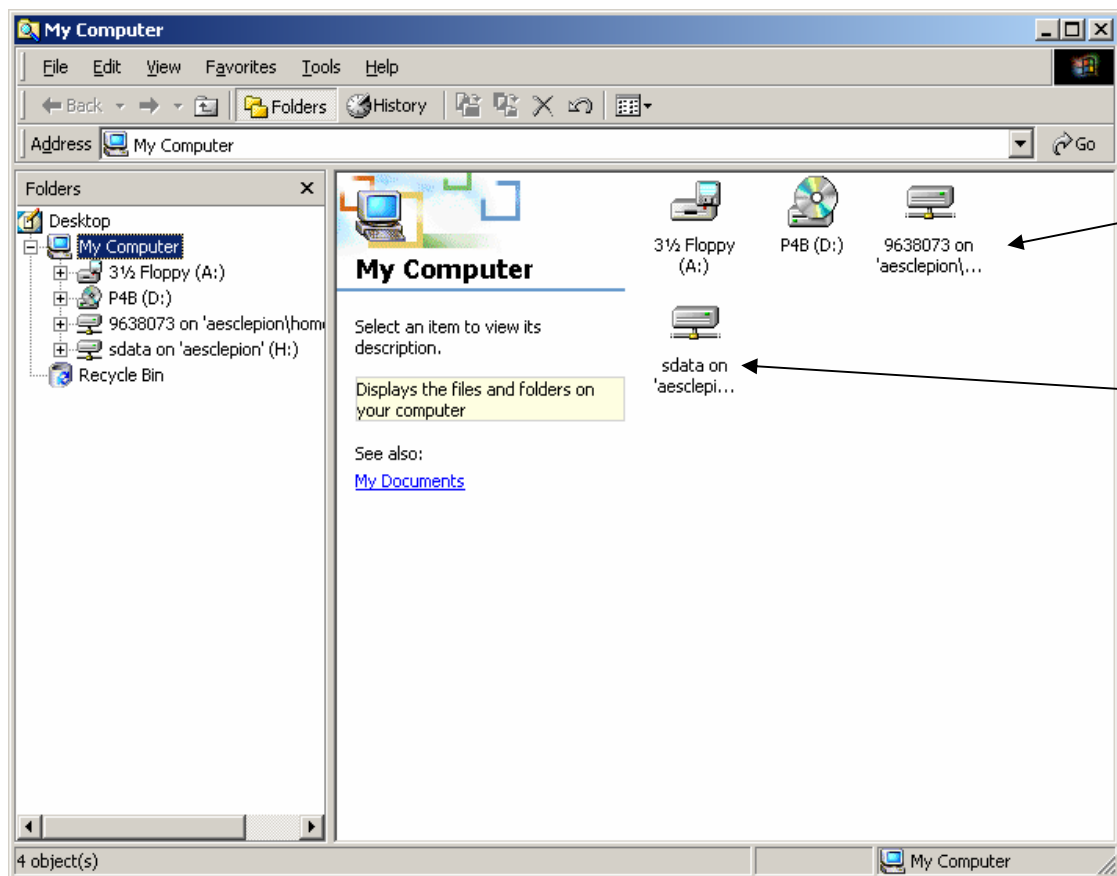 My Computer
File Edit View Favorites Tools Help
Back Folders History
Address My Computer Go
Folders
Desktop
My Computer
3½ Floppy (A:)
P4B (D:)
9638073 on 'aesclepion\hom
sdata on 'aesclepion' (H:)
Recycle Bin
My Computer
Select an item to view its
description.
Displays the files and folders on
your computer
See also:
My Documents
3½ Floppy
(A:)
P4B (D:)
9638073 on
'aesclepion\...
sdata on
'aesclepi...
4 object(s)
My Computer